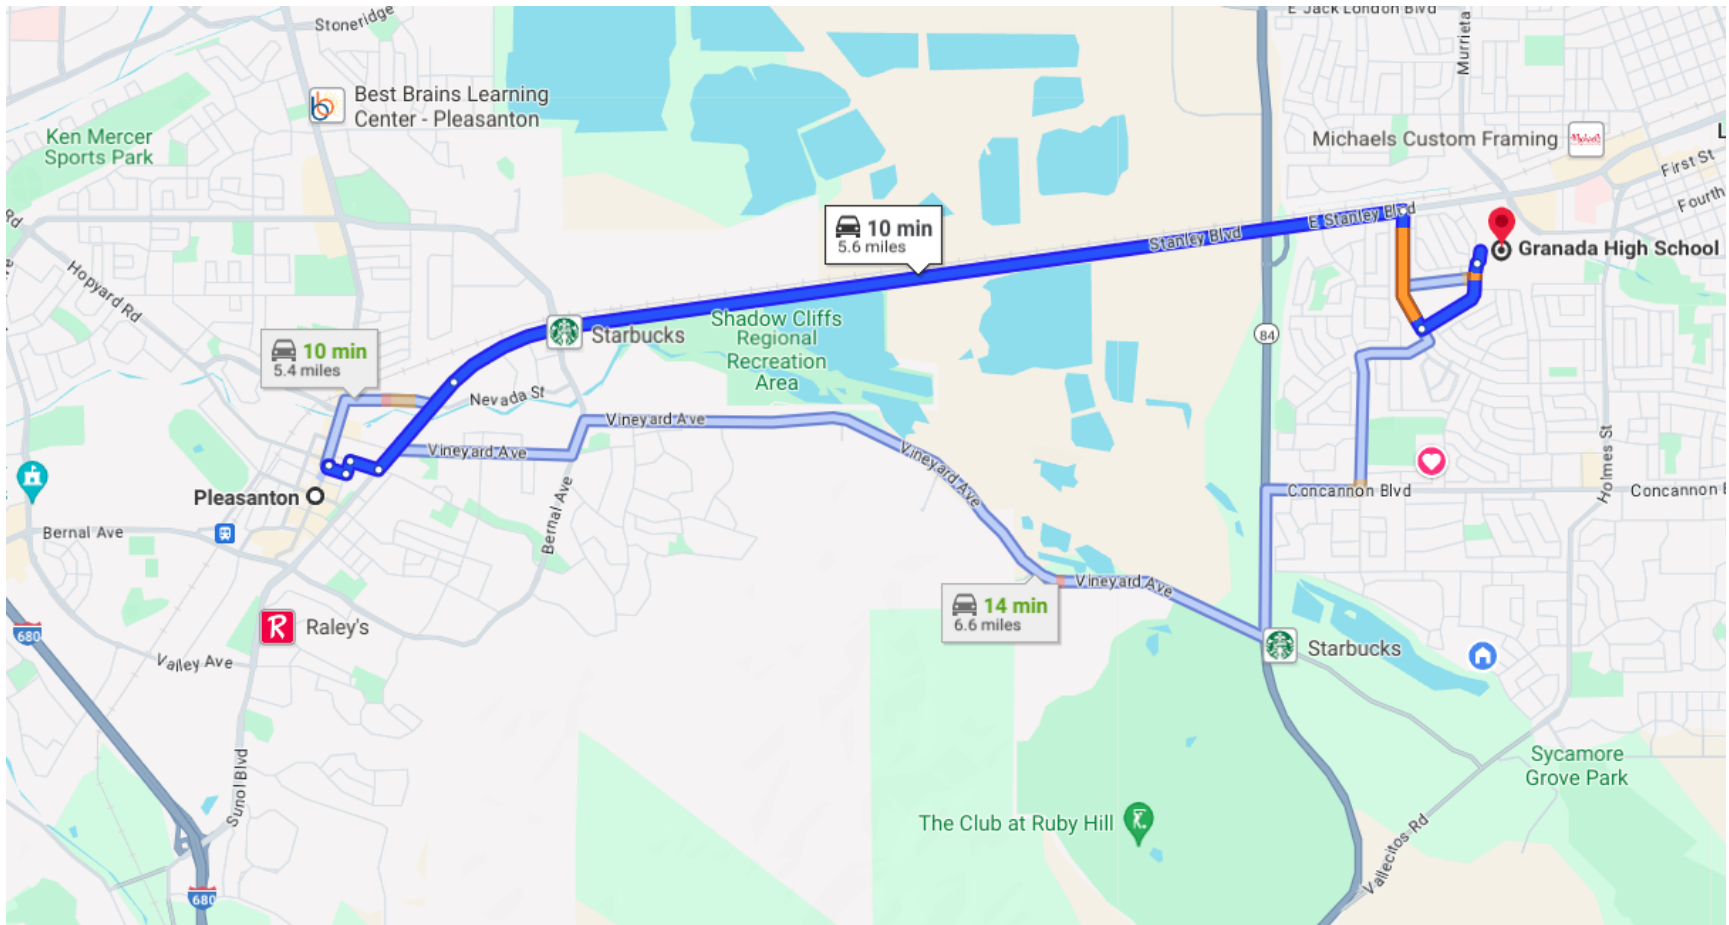 Stoneridge
E Jack London Blvd
Murrieta
Best Brains Learning
Center - Pleasanton
Ken Mercer
Sports Park
Michaels Custom Framing
Michaels
L
First St
Fourth
Rd
10 min
5.6 miles
Stanley Blvd
E Stanley Blvd
Granada High School
Hopyard Rd
Starbucks
Shadow Cliffs
Regional
Recreation
Area
84
10 min
5.4 miles
Nevada St
Vineyard Ave
Vineyard Ave
Vineyard Ave
Pleasanton
Bernal Ave
Bernal Ave
Holmes St
Concannon Blvd
Concannon B
Vineyard Ave
14 min
6.6 miles
680
R
Raley's
Valley Ave
Starbucks
Sunol Blvd
Sycamore
Grove Park
The Club at Ruby Hill
Vallecitos Rd
680